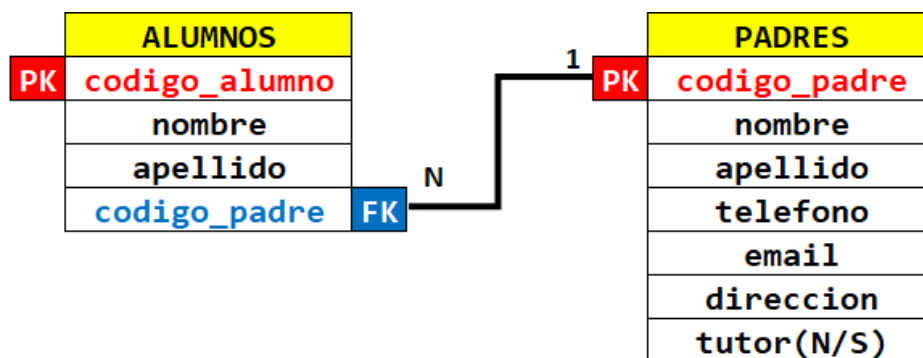 ALUMNOS
PK codigo_alumno
nombre
apellido
codigo_padre FK
N
1
PADRES
PK codigo_padre
nombre
apellido
telefono
email
direccion
tutor(N/S)